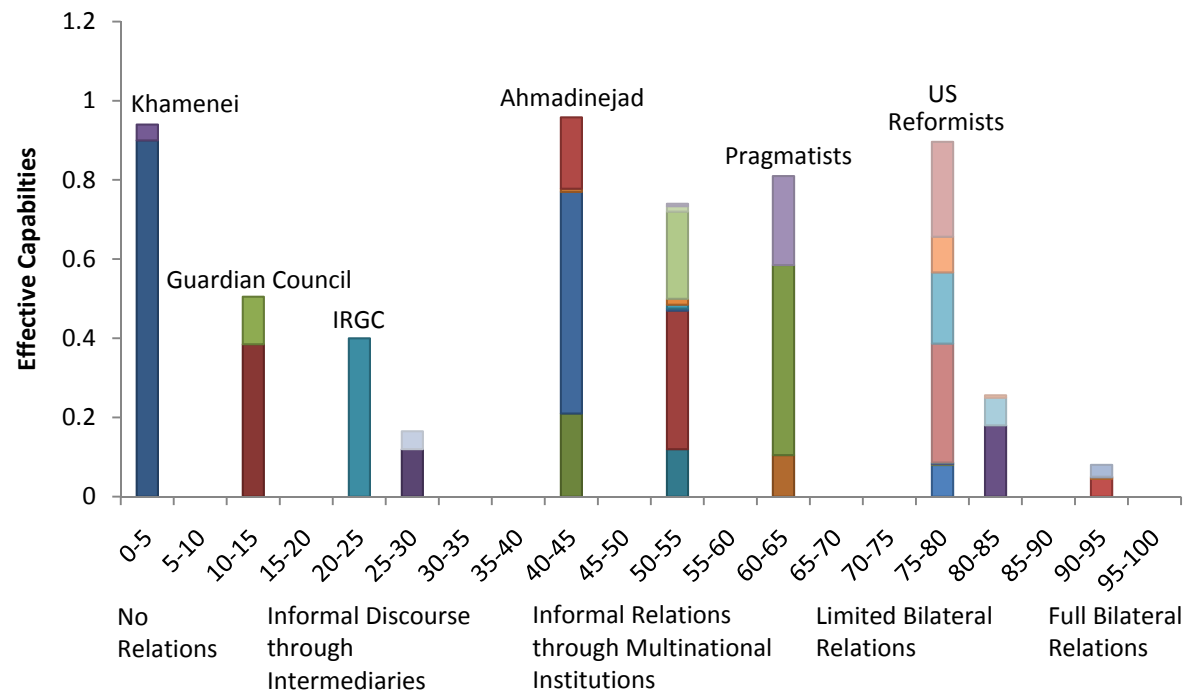 1.2
1
0.8
0.6
0.4
0.2
0
Effective Capabilties
Khamenei
Guardian Council
IRGC
Ahmadinejad
Pragmatists
US
Reformists
0-5
5-10
10-15
15-20
20-25
25-30
30-35
35-40
40-45
45-50
50-55
55-60
60-65
65-70
70-75
75-80
80-85
85-90
90-95
95-100
No
Relations
Informal Discourse
through
Intermediaries
Informal Relations
through Multinational
Institutions
Limited Bilateral
Relations
Full Bilateral
Relations